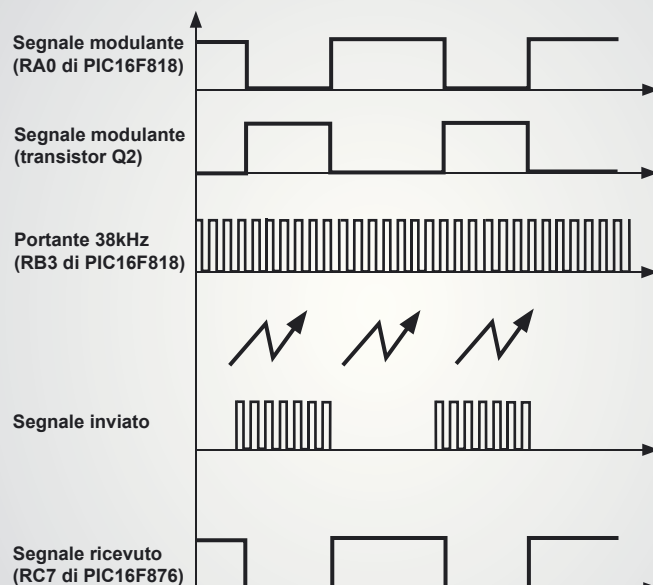 Segnale modulante
(RA0 di PIC16F818)
Segnale modulante
(transistor Q2)
Portante 38kHz
(RB3 di PIC16F818)
Segnale inviato
Segnale ricevuto
(RC7 di PIC16F876)